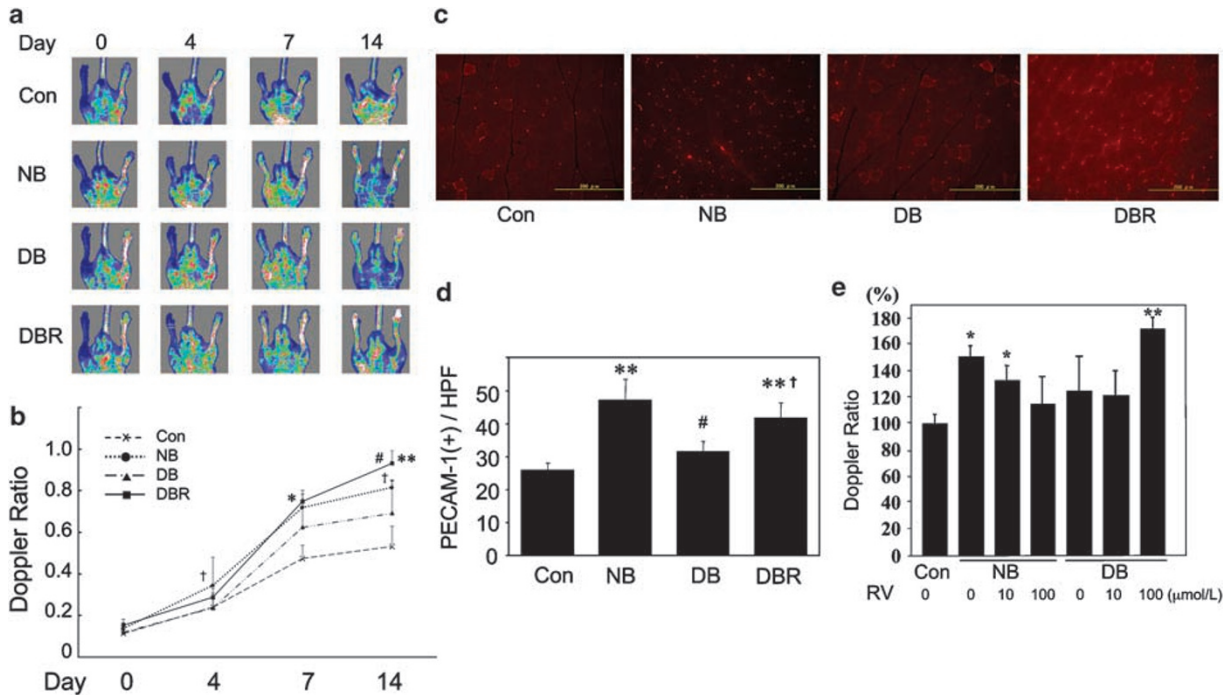 a
Day 0 4 7 14
Con
NB
DB
DBR
b
Con
NB
DB
DBR
Doppler Ratio
1.0
0.8
0.6
0.4
0.2
0
†
*
# **
†
Day 0 4 7 14
c
Con NB DB DBR
d
PECAM-1(+) / HPF
50
40
30
20
10
0
**
#
** †
Con NB DB DBR
e
(%)
Doppler Ratio
180
160
140
120
100
80
60
40
20
0
*
*
**
Con NB DB
RV 0 0 10 100 0 10 100 (μmol/L)